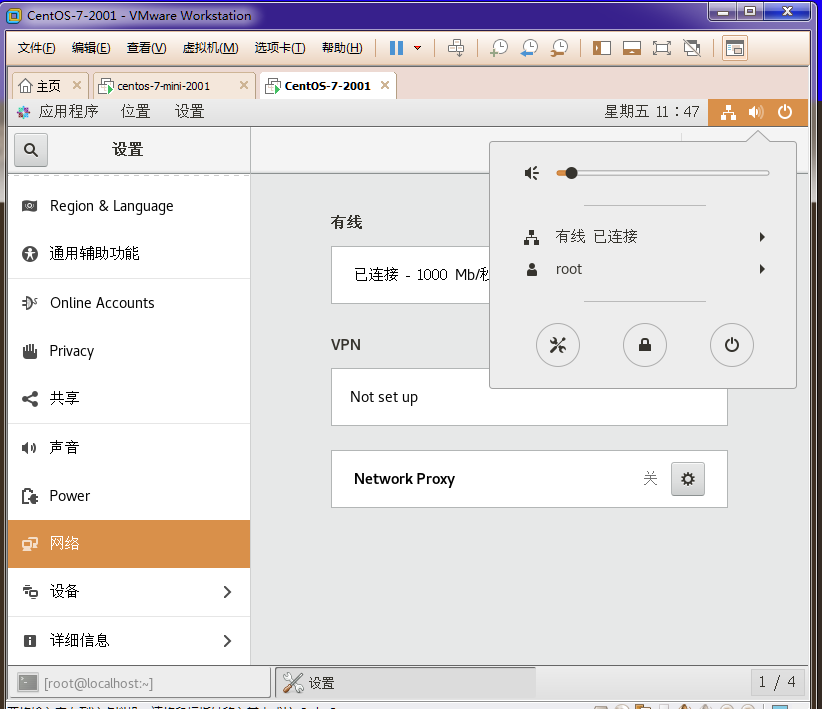 CentOS-7-2001 - VMware Workstation
文件(F) 编辑(E) 查看(V) 虚拟机(M) 选项卡(T) 帮助(H)
主页 centos-7-mini-2001 CentOS-7-2001
应用程序 位置 设置 星期五 11：47
设置
Region & Language
通用辅助功能
Online Accounts
Privacy
共享
声音
Power
网络
设备
详细信息
有线
已连接 - 1000 Mb/秒
VPN
Not set up
Network Proxy 关
有线 已连接
root
[root@localhost:~] 设置 1 / 4